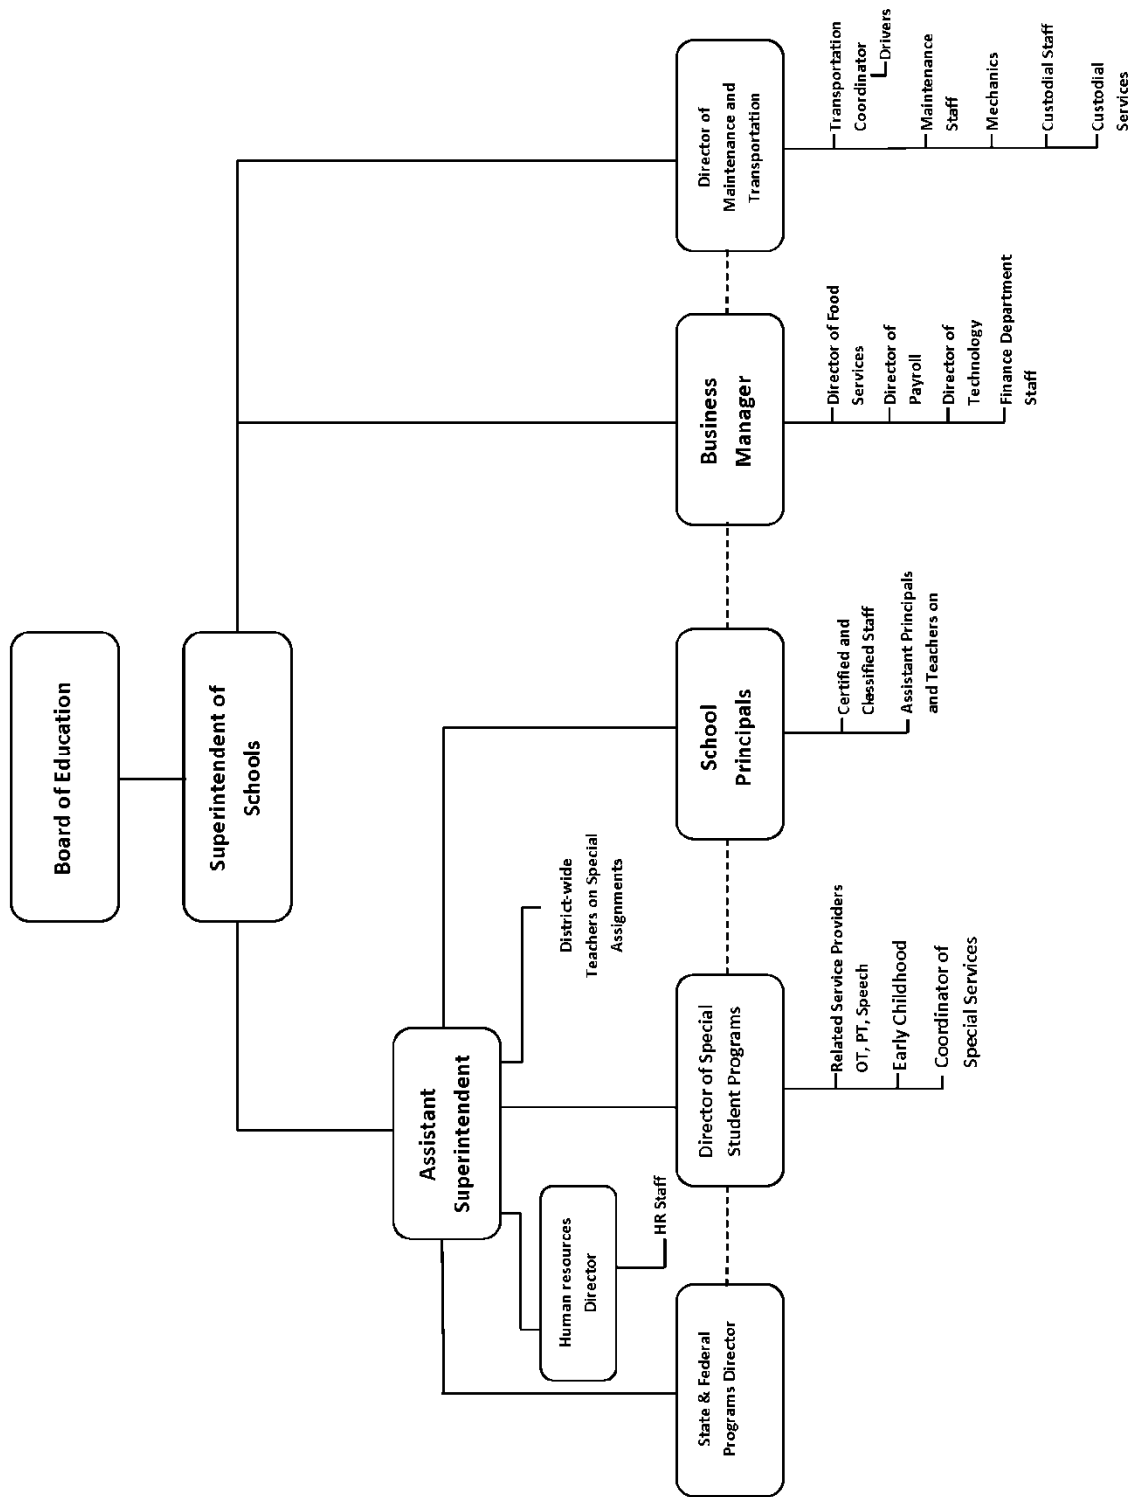 Board of Education
Superintendent of
Schools
Assistant
Superintendent
Human resources
Director
HR Staff
District-wide
Teachers on Special
Assignments
State & Federal
Programs Director
Director of Special
Student Programs
Related Service Providers
OT, PT, Speech
Early Childhood
Coordinator of
Special Services
School
Principals
Certified and
Classified Staff
Assistant Principals
and Teachers on
Business
Manager
Director of Food
Services
Director of
Payroll
Director of
Technology
Finance Department
Staff
Director of
Maintenance and
Transportation
Transportation
Coordinator
Drivers
Maintenance
Staff
Mechanics
Custodial Staff
Custodial
Services